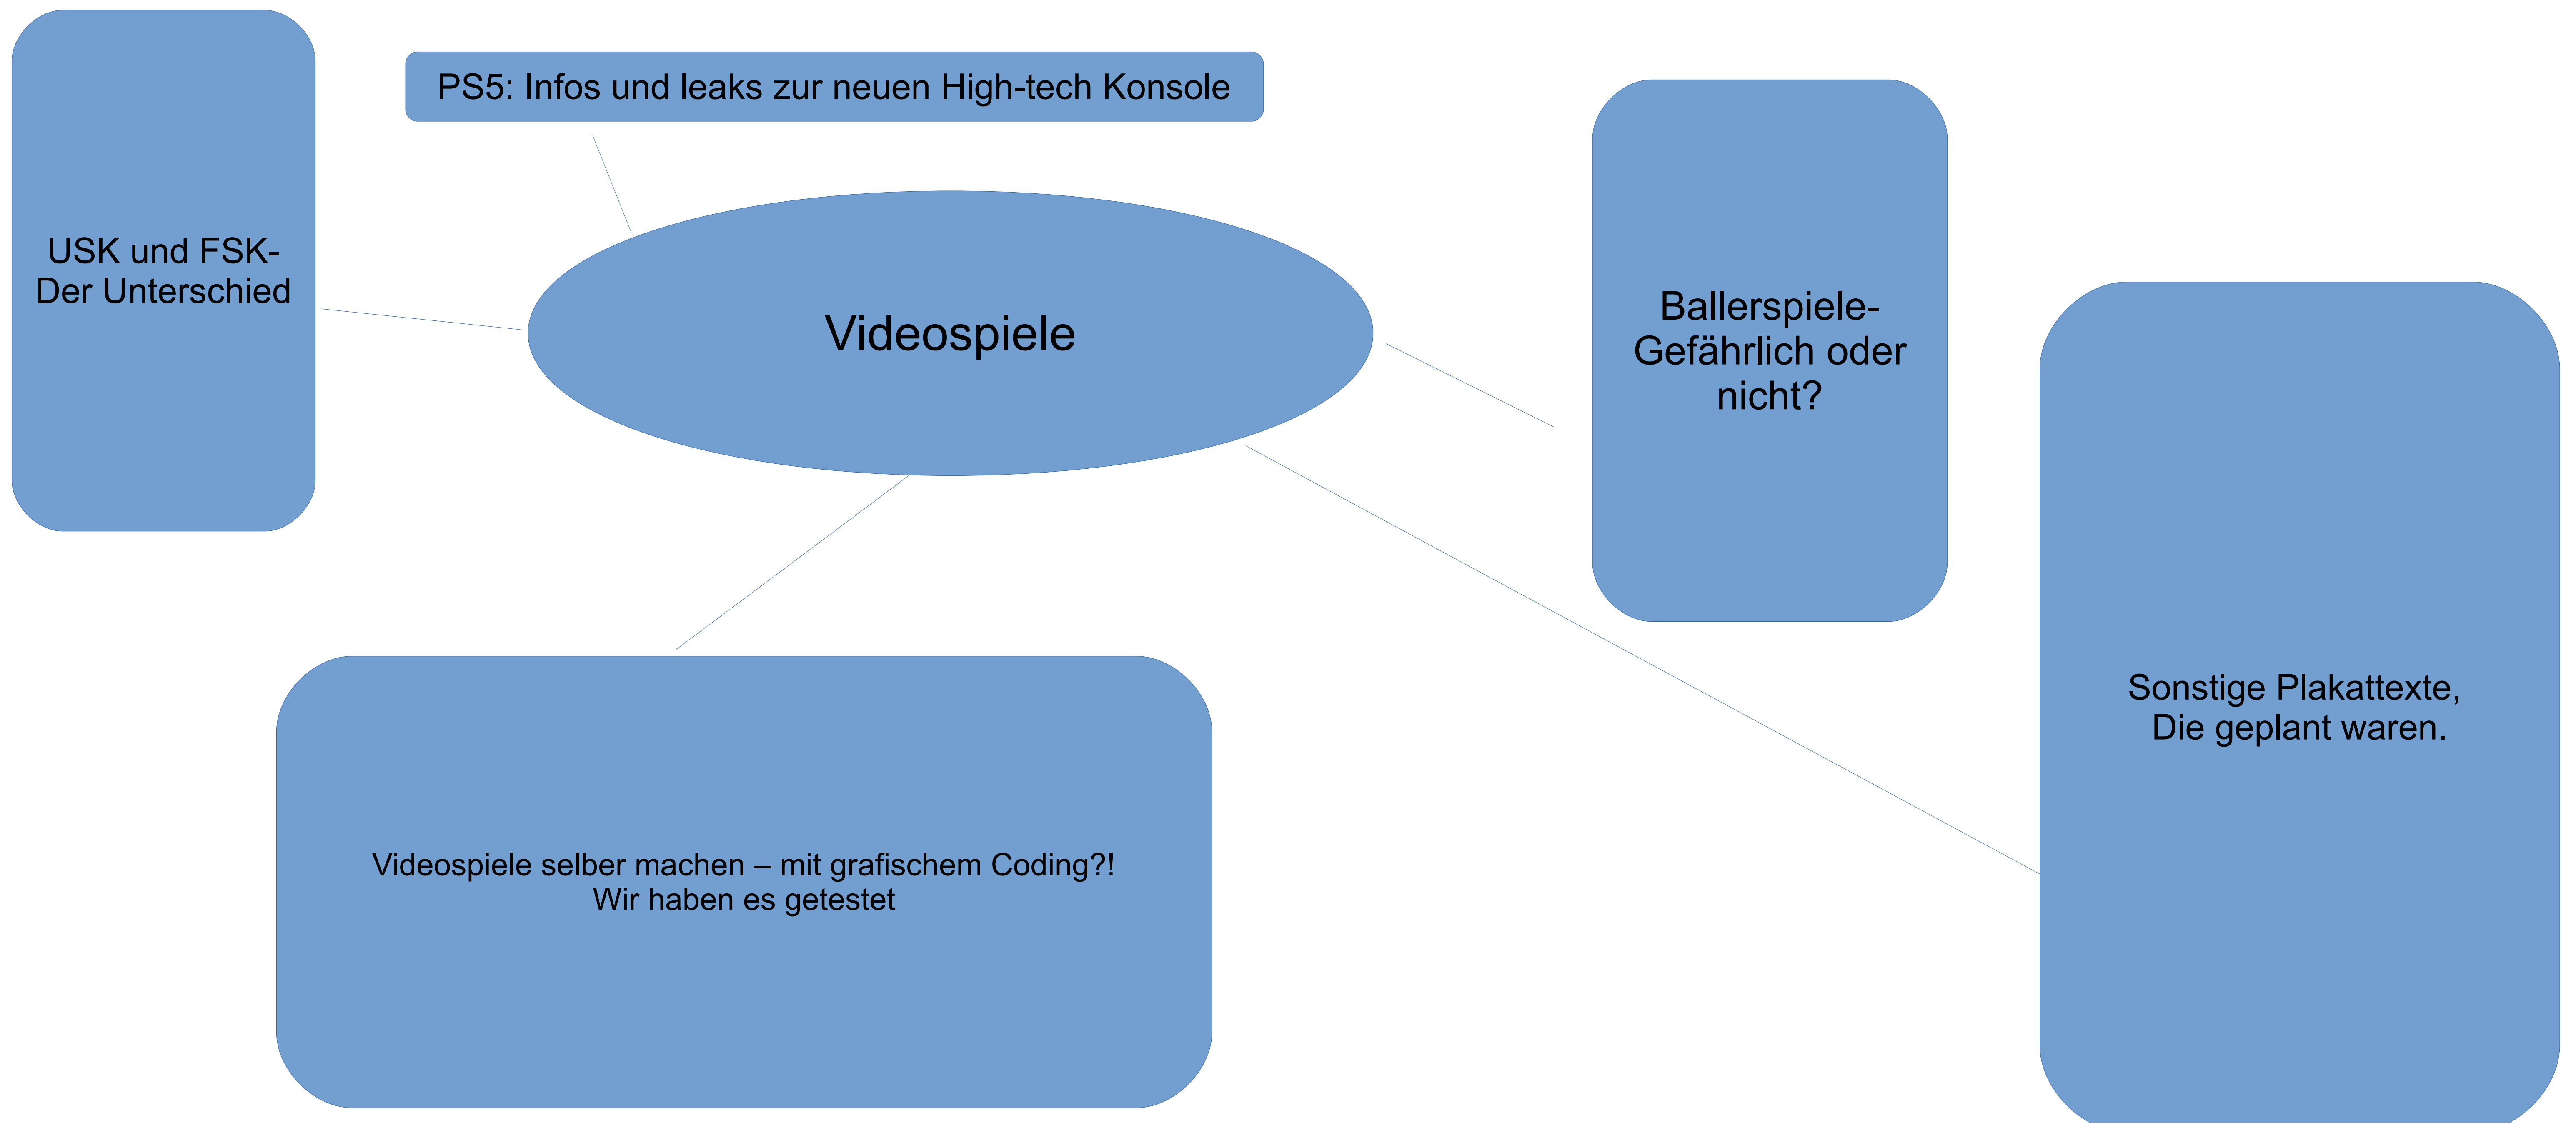 PS5: Infos und leaks zur neuen High-tech Konsole
USK und FSK-
Der Unterschied
Videospiele
Ballerspiele-
Gefährlich oder
nicht?
Sonstige Plakattexte,
Die geplant waren.
Videospiele selber machen – mit grafischem Coding?!
Wir haben es getestet